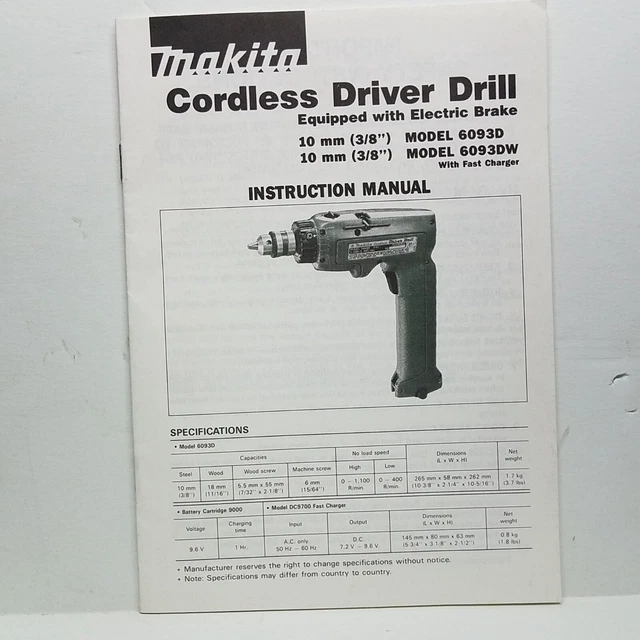 makita
Cordless Driver Drill
Equipped with Electric Brake
10 mm (3/8") MODEL 6093D
10 mm (3/8") MODEL 6093DW
With Fast Charger
INSTRUCTION MANUAL
SPECIFICATIONS
• Model 6093D
Capacities No load speed Dimensions (L x W x H) Net weight
Steel Wood Wood screw Machine screw High Low
10 mm (3/8") 18 mm (11/16") 5.5 mm x 55 mm (7/32" x 2-1/8") 6 mm (15/64") 0 – 1,100 R/min. 0 – 400 R/min. 265 mm x 58 mm x 262 mm (10-3/8" x 2-1/4" x 10-5/16") 1.7 kg (3.7 lbs)
• Battery Cartridge 9000 • Model DC9700 Fast Charger
Voltage Charging time Input Output Dimensions (L x W x H) Net weight
9.6 V 1 Hr. A.C. only 50 Hz – 60 Hz D.C. 7.2 V – 9.6 V 145 mm x 80 mm x 63 mm (5-3/4" x 3-1/8" x 2-1/2") 0.8 kg (1.8 lbs)
• Manufacturer reserves the right to change specifications without notice.
• Note: Specifications may differ from country to country.